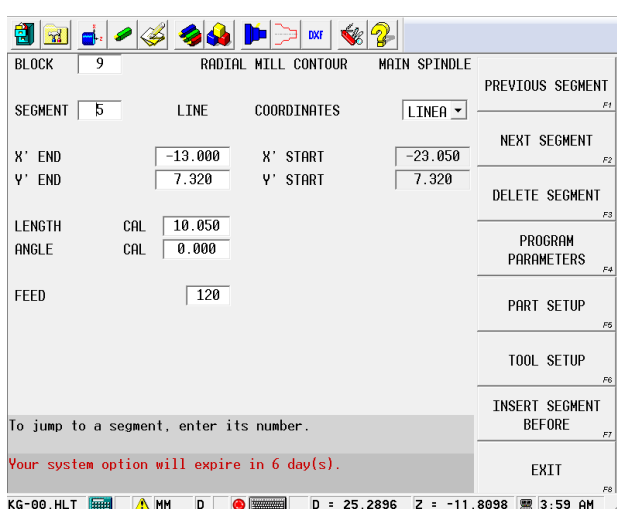 DXF
BLOCK 9 RADIAL MILL CONTOUR MAIN SPINDLE
SEGMENT 5 LINE COORDINATES LINEA
X' END -13.000 X' START -23.050
Y' END 7.320 Y' START 7.320
LENGTH CAL 10.050
ANGLE CAL 0.000
FEED 120
To jump to a segment, enter its number.
Your system option will expire in 6 day(s).
PREVIOUS SEGMENT
F1
NEXT SEGMENT
F2
DELETE SEGMENT
F3
PROGRAM
PARAMETERS
F4
PART SETUP
F5
TOOL SETUP
F6
INSERT SEGMENT
BEFORE
F7
EXIT
F8
KG-00.HLT MM D D = 25.2896 Z = -11.8098 3:59 AM